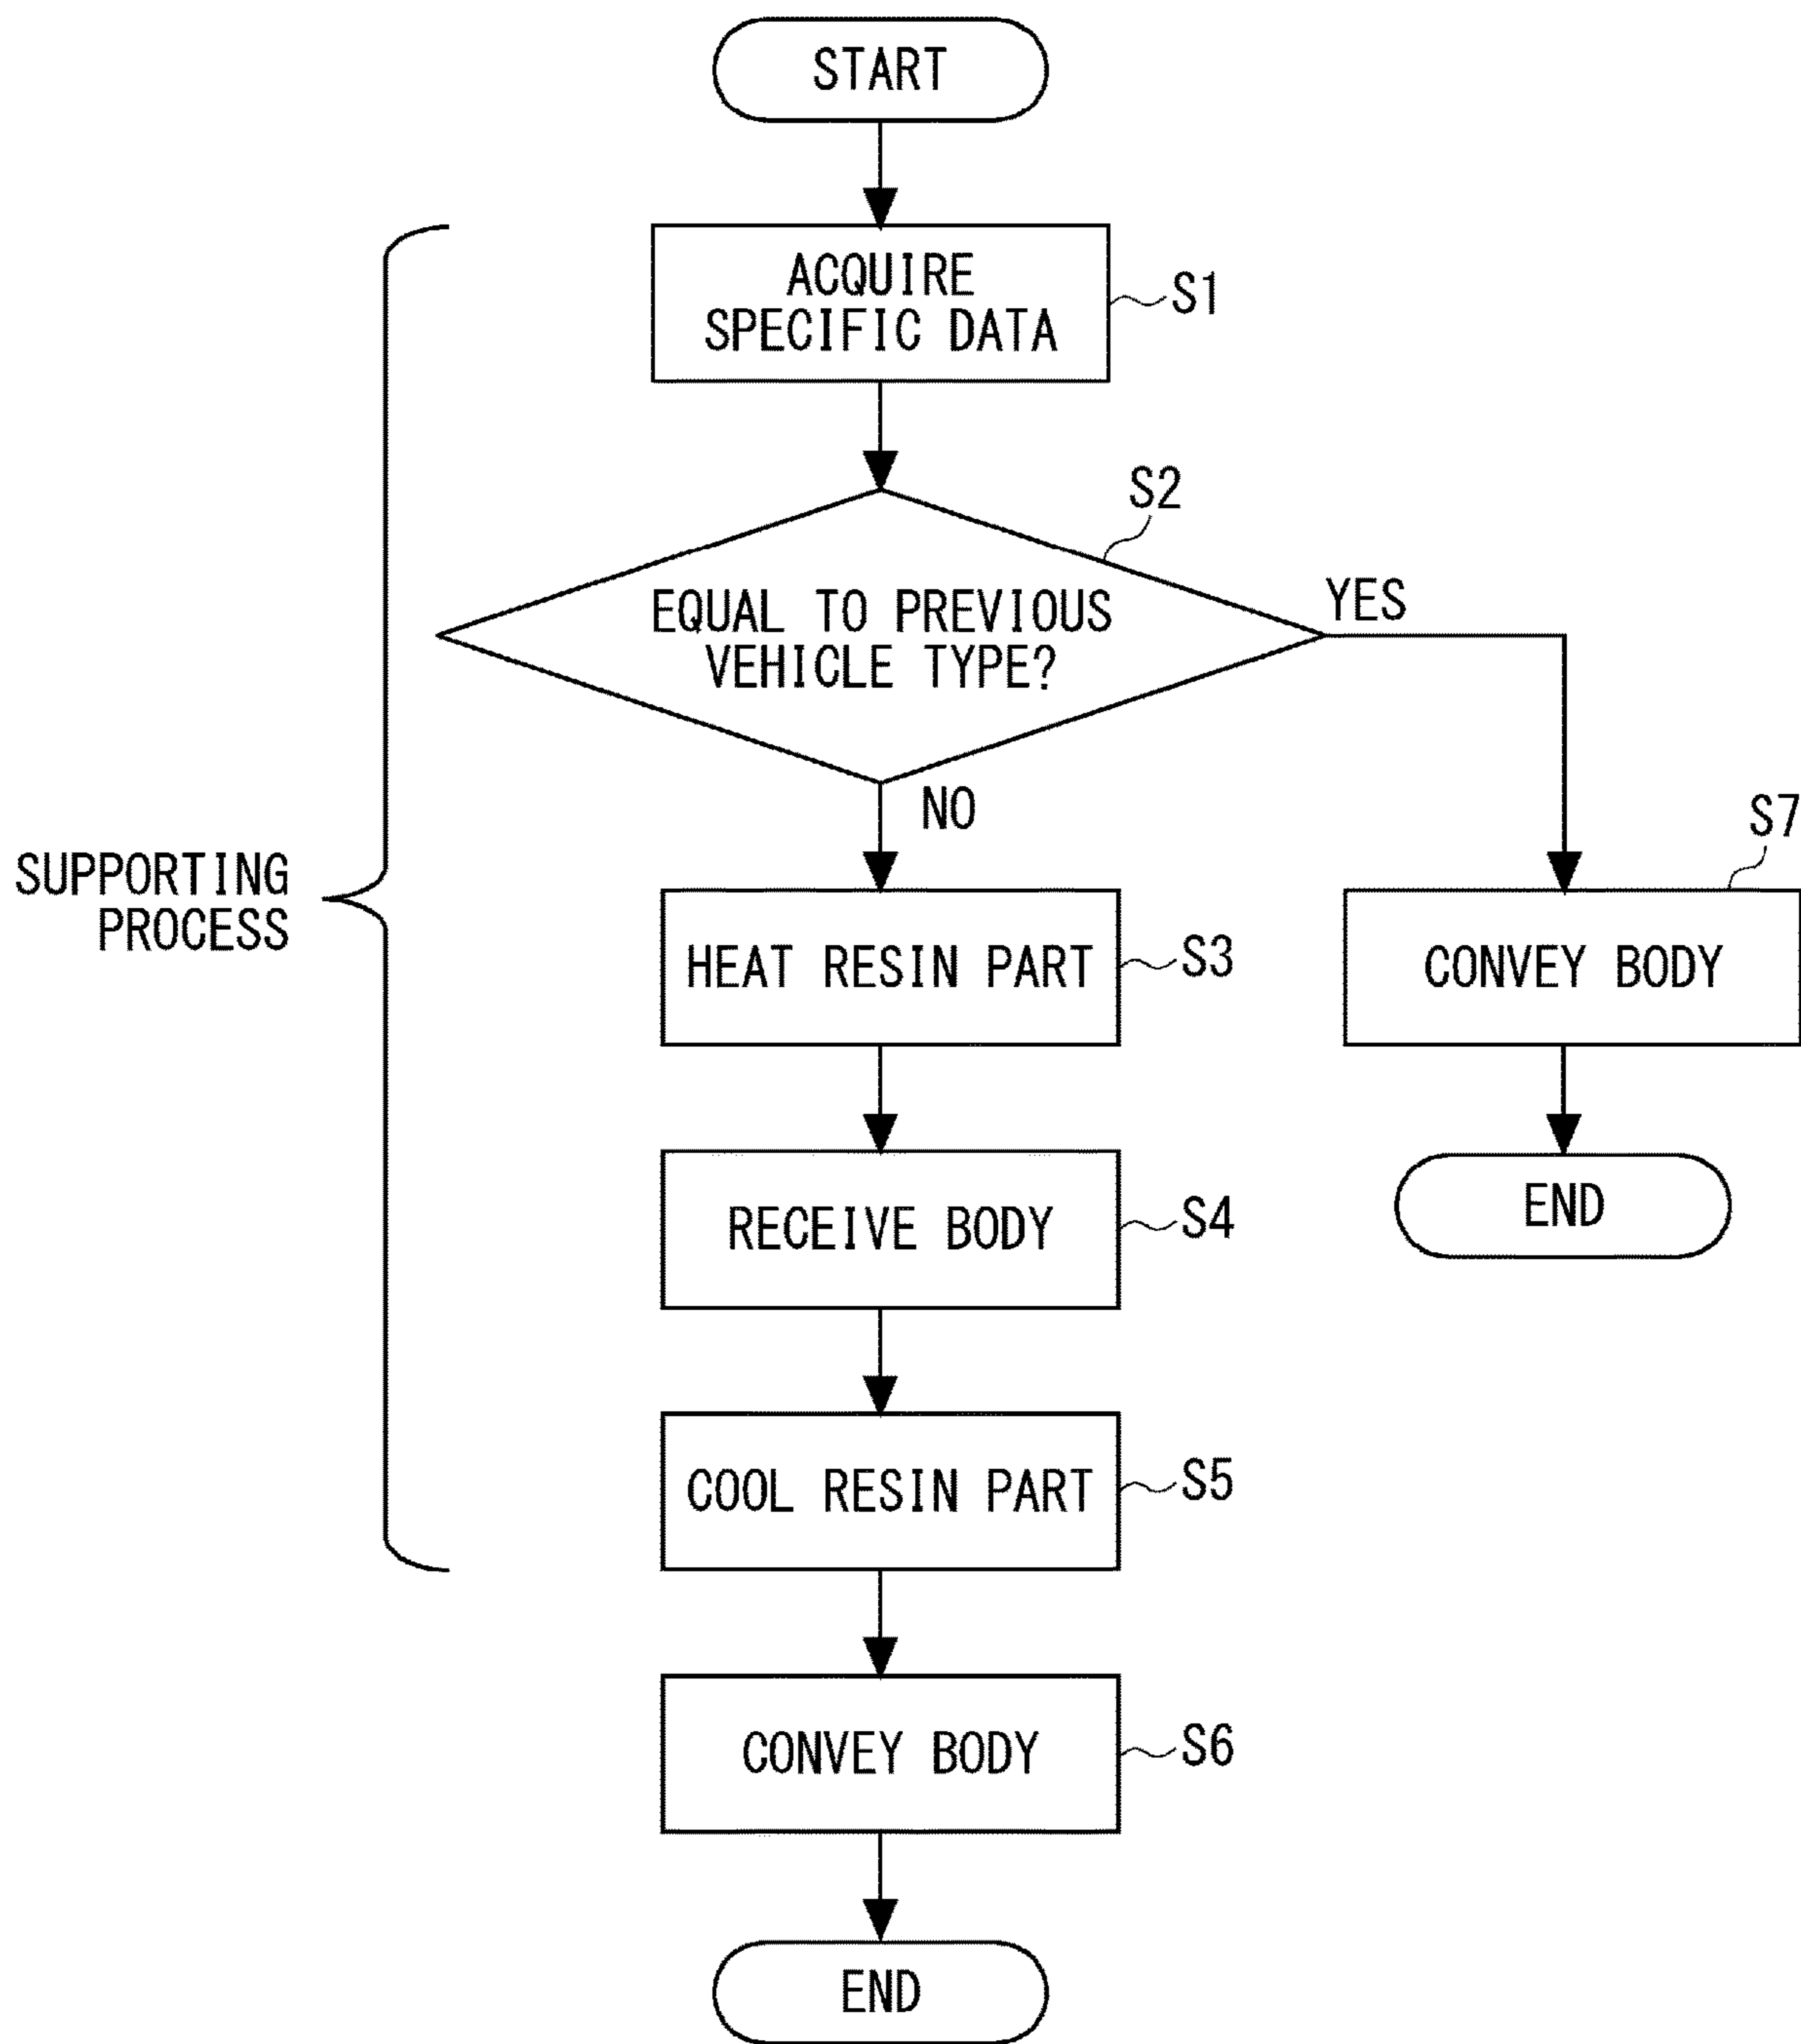 START
ACQUIRE
SPECIFIC DATA
S1
S2
EQUAL TO PREVIOUS
VEHICLE TYPE?
YES
NO
S7
SUPPORTING
PROCESS
HEAT RESIN PART
S3
CONVEY BODY
RECEIVE BODY
S4
END
COOL RESIN PART
S5
CONVEY BODY
S6
END